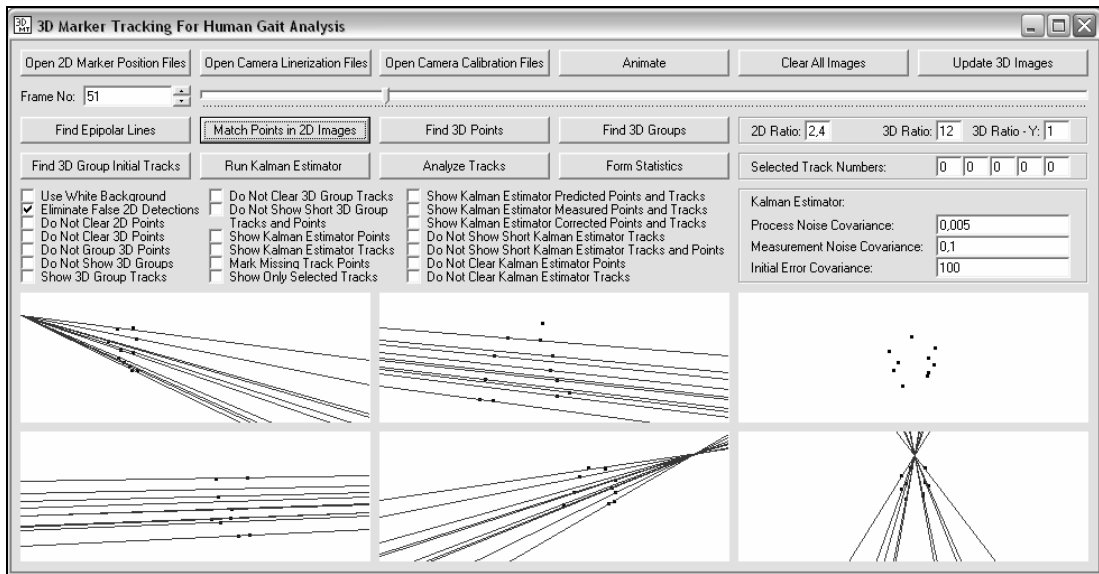 3D MT 3D Marker Tracking For Human Gait Analysis
Open 2D Marker Position Files Open Camera Linerization Files Open Camera Calibration Files Animate Clear All Images Update 3D Images
Frame No: 51
Find Epipolar Lines Match Points in 2D Images Find 3D Points Find 3D Groups 2D Ratio: 2,4 3D Ratio: 12 3D Ratio - Y: 1
Find 3D Group Initial Tracks Run Kalman Estimator Analyze Tracks Form Statistics Selected Track Numbers: 0 0 0 0 0
Use White Background
Eliminate False 2D Detections
Do Not Clear 2D Points
Do Not Clear 3D Points
Do Not Group 3D Points
Do Not Show 3D Groups
Show 3D Group Tracks
Do Not Clear 3D Group Tracks
Do Not Show Short 3D Group
Tracks and Points
Show Kalman Estimator Points
Show Kalman Estimator Tracks
Mark Missing Track Points
Show Only Selected Tracks
Show Kalman Estimator Predicted Points and Tracks
Show Kalman Estimator Measured Points and Tracks
Show Kalman Estimator Corrected Points and Tracks
Do Not Show Short Kalman Estimator Tracks
Do Not Show Short Kalman Estimator Tracks and Points
Do Not Clear Kalman Estimator Points
Do Not Clear Kalman Estimator Tracks
Kalman Estimator:
Process Noise Covariance: 0,005
Measurement Noise Covariance: 0,1
Initial Error Covariance: 100